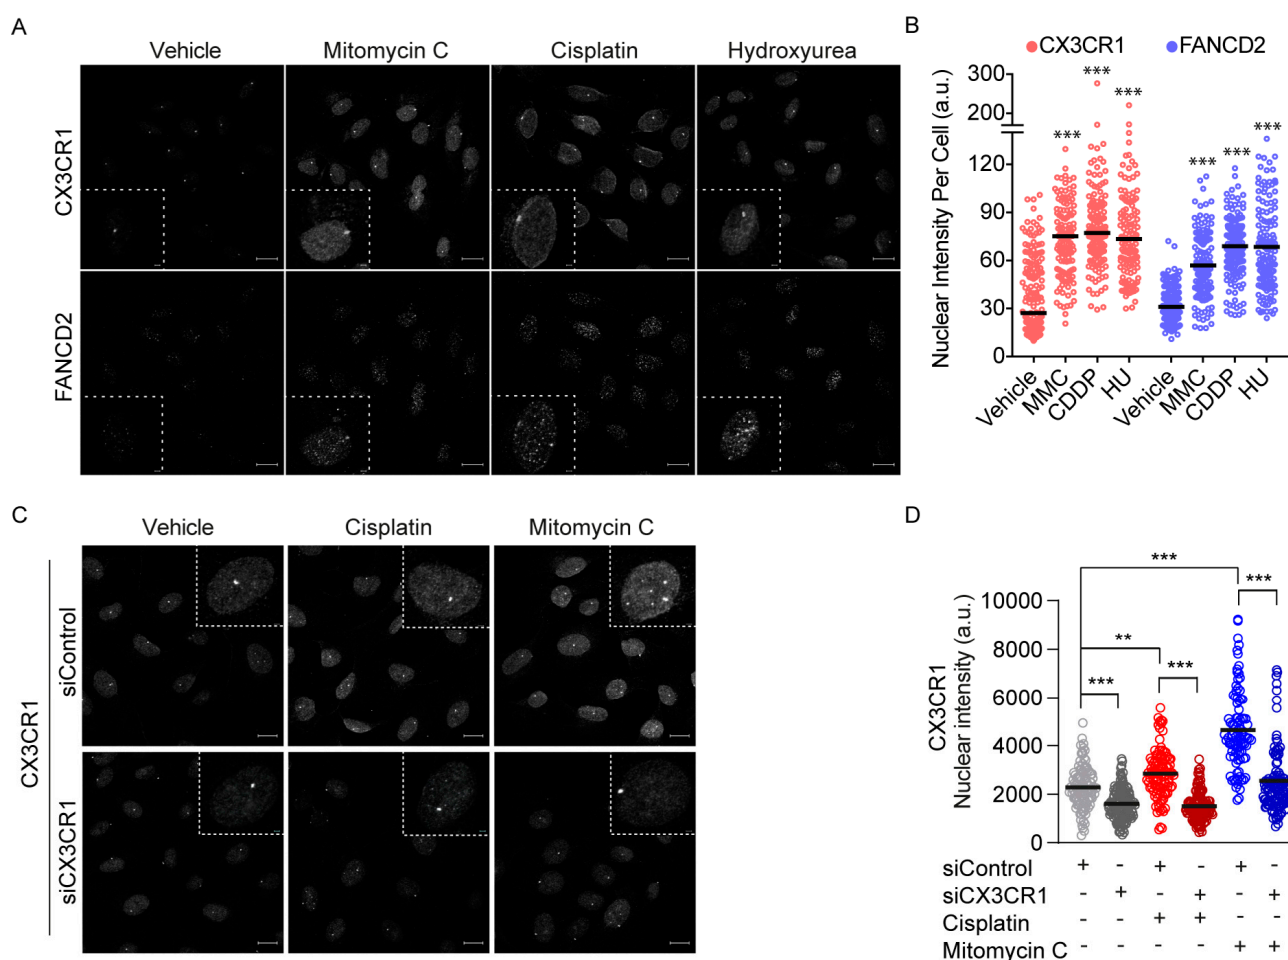 A
Vehicle Mitomycin C Cisplatin Hydroxyurea
CX3CR1
FANCD2
B
CX3CR1 FANCD2
Nuclear Intensity Per Cell (a.u.)
300
200
120
90
60
30
0
*** *** *** *** *** ***
Vehicle MMC CDDP HU Vehicle MMC CDDP HU
C
Vehicle Cisplatin Mitomycin C
CX3CR1
siControl
siCX3CR1
D
CX3CR1
Nuclear intensity (a.u.)
10000
8000
6000
4000
2000
0
***
***
**
***
***
siControl + - + - + -
siCX3CR1 - + - + - +
Cisplatin - - + + - -
Mitomycin C - - - - + +